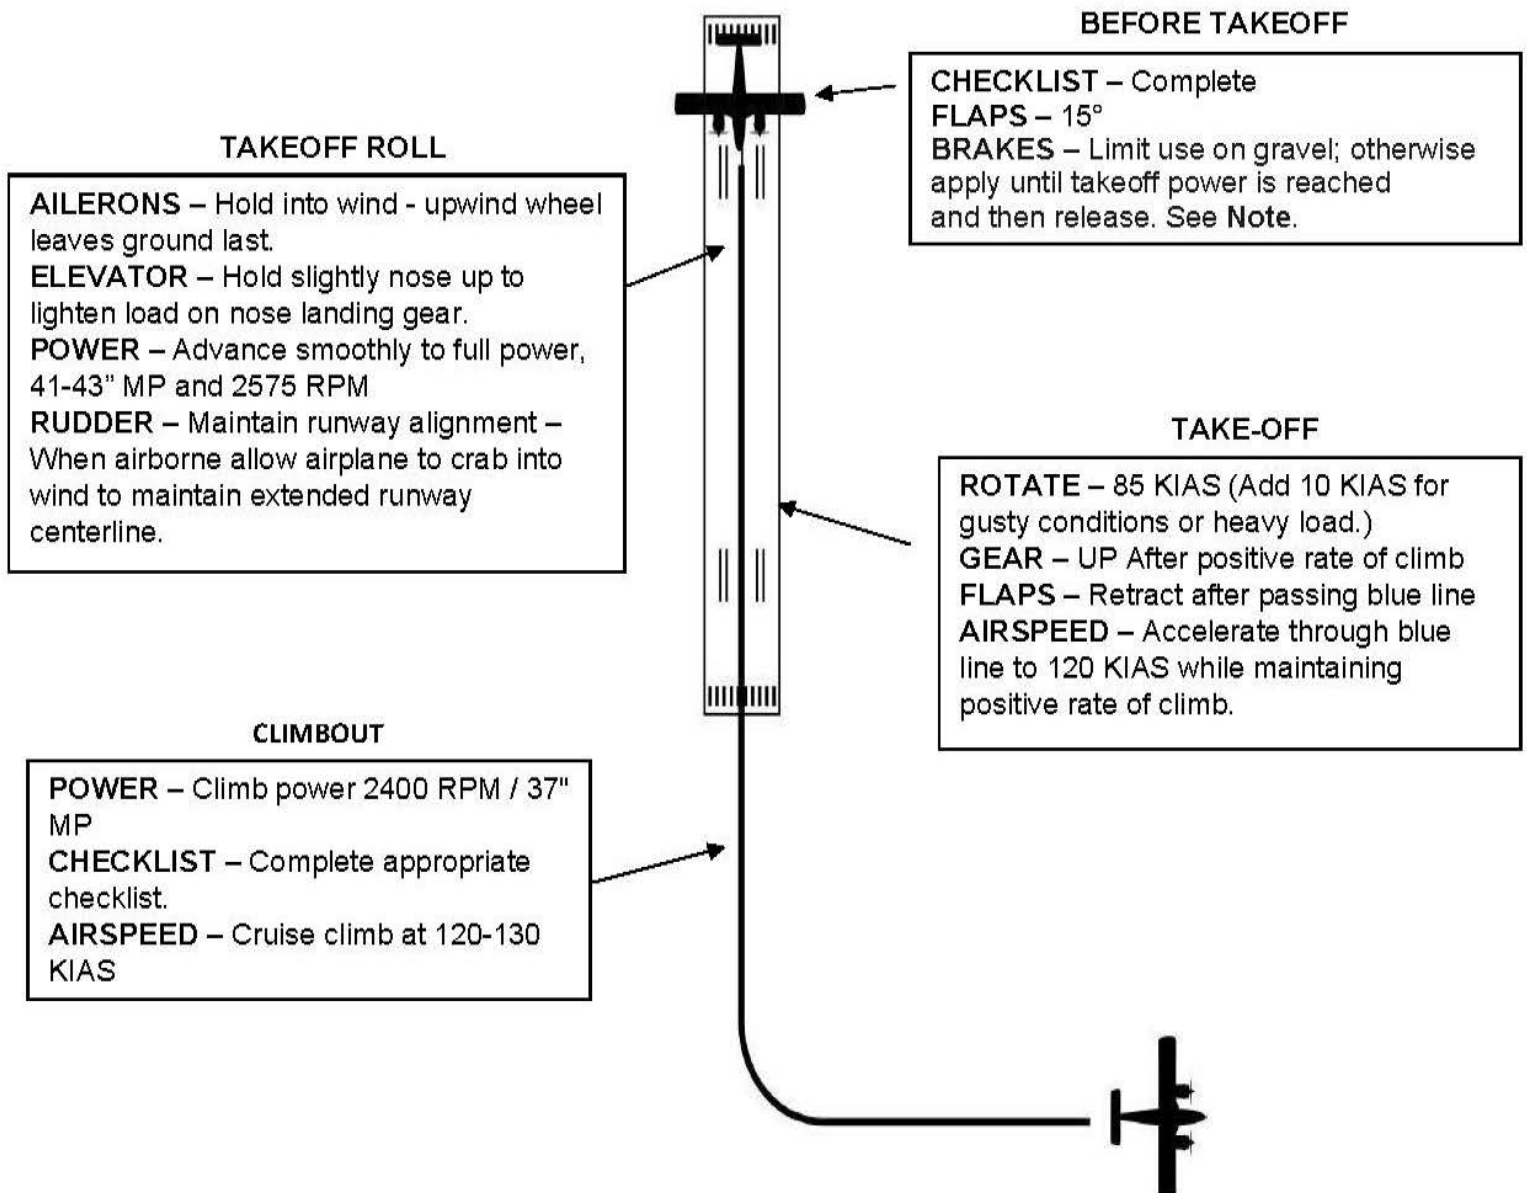 BEFORE TAKEOFF
CHECKLIST – Complete
FLAPS – 15º
BRAKES – Limit use on gravel; otherwise
apply until takeoff power is reached
and then release. See Note.
TAKEOFF ROLL
AILERONS – Hold into wind - upwind wheel
leaves ground last.
ELEVATOR – Hold slightly nose up to
lighten load on nose landing gear.
POWER – Advance smoothly to full power,
41-43” MP and 2575 RPM
RUDDER – Maintain runway alignment –
When airborne allow airplane to crab into
wind to maintain extended runway
centerline.
TAKE-OFF
ROTATE – 85 KIAS (Add 10 KIAS for
gusty conditions or heavy load.)
GEAR – UP After positive rate of climb
FLAPS – Retract after passing blue line
AIRSPEED – Accelerate through blue
line to 120 KIAS while maintaining
positive rate of climb.
CLIMBOUT
POWER – Climb power 2400 RPM / 37"
MP
CHECKLIST – Complete appropriate
checklist.
AIRSPEED – Cruise climb at 120-130
KIAS